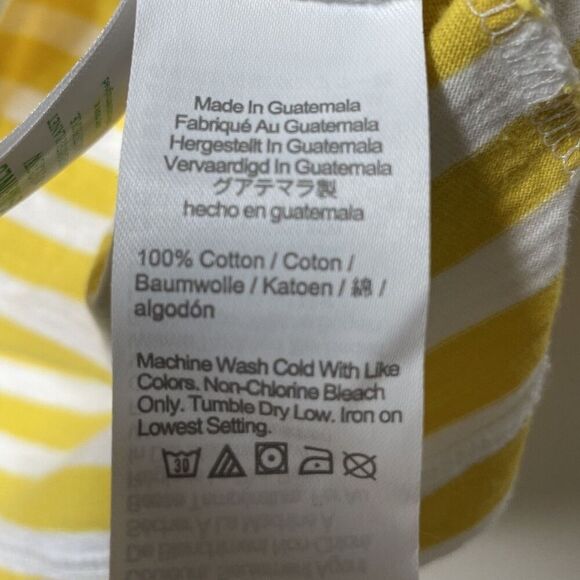 Made In Guatemala
Fabriqué Au Guatemala
Hergestellt In Guatemala
Vervaardigd In Guatemala
グアテマラ製
hecho en guatemala
100% Cotton / Coton /
Baumwolle / Katoen / 綿 /
algodón
Machine Wash Cold With Like
Colors. Non-Chlorine Bleach
Only. Tumble Dry Low. Iron on
Lowest Setting.
30